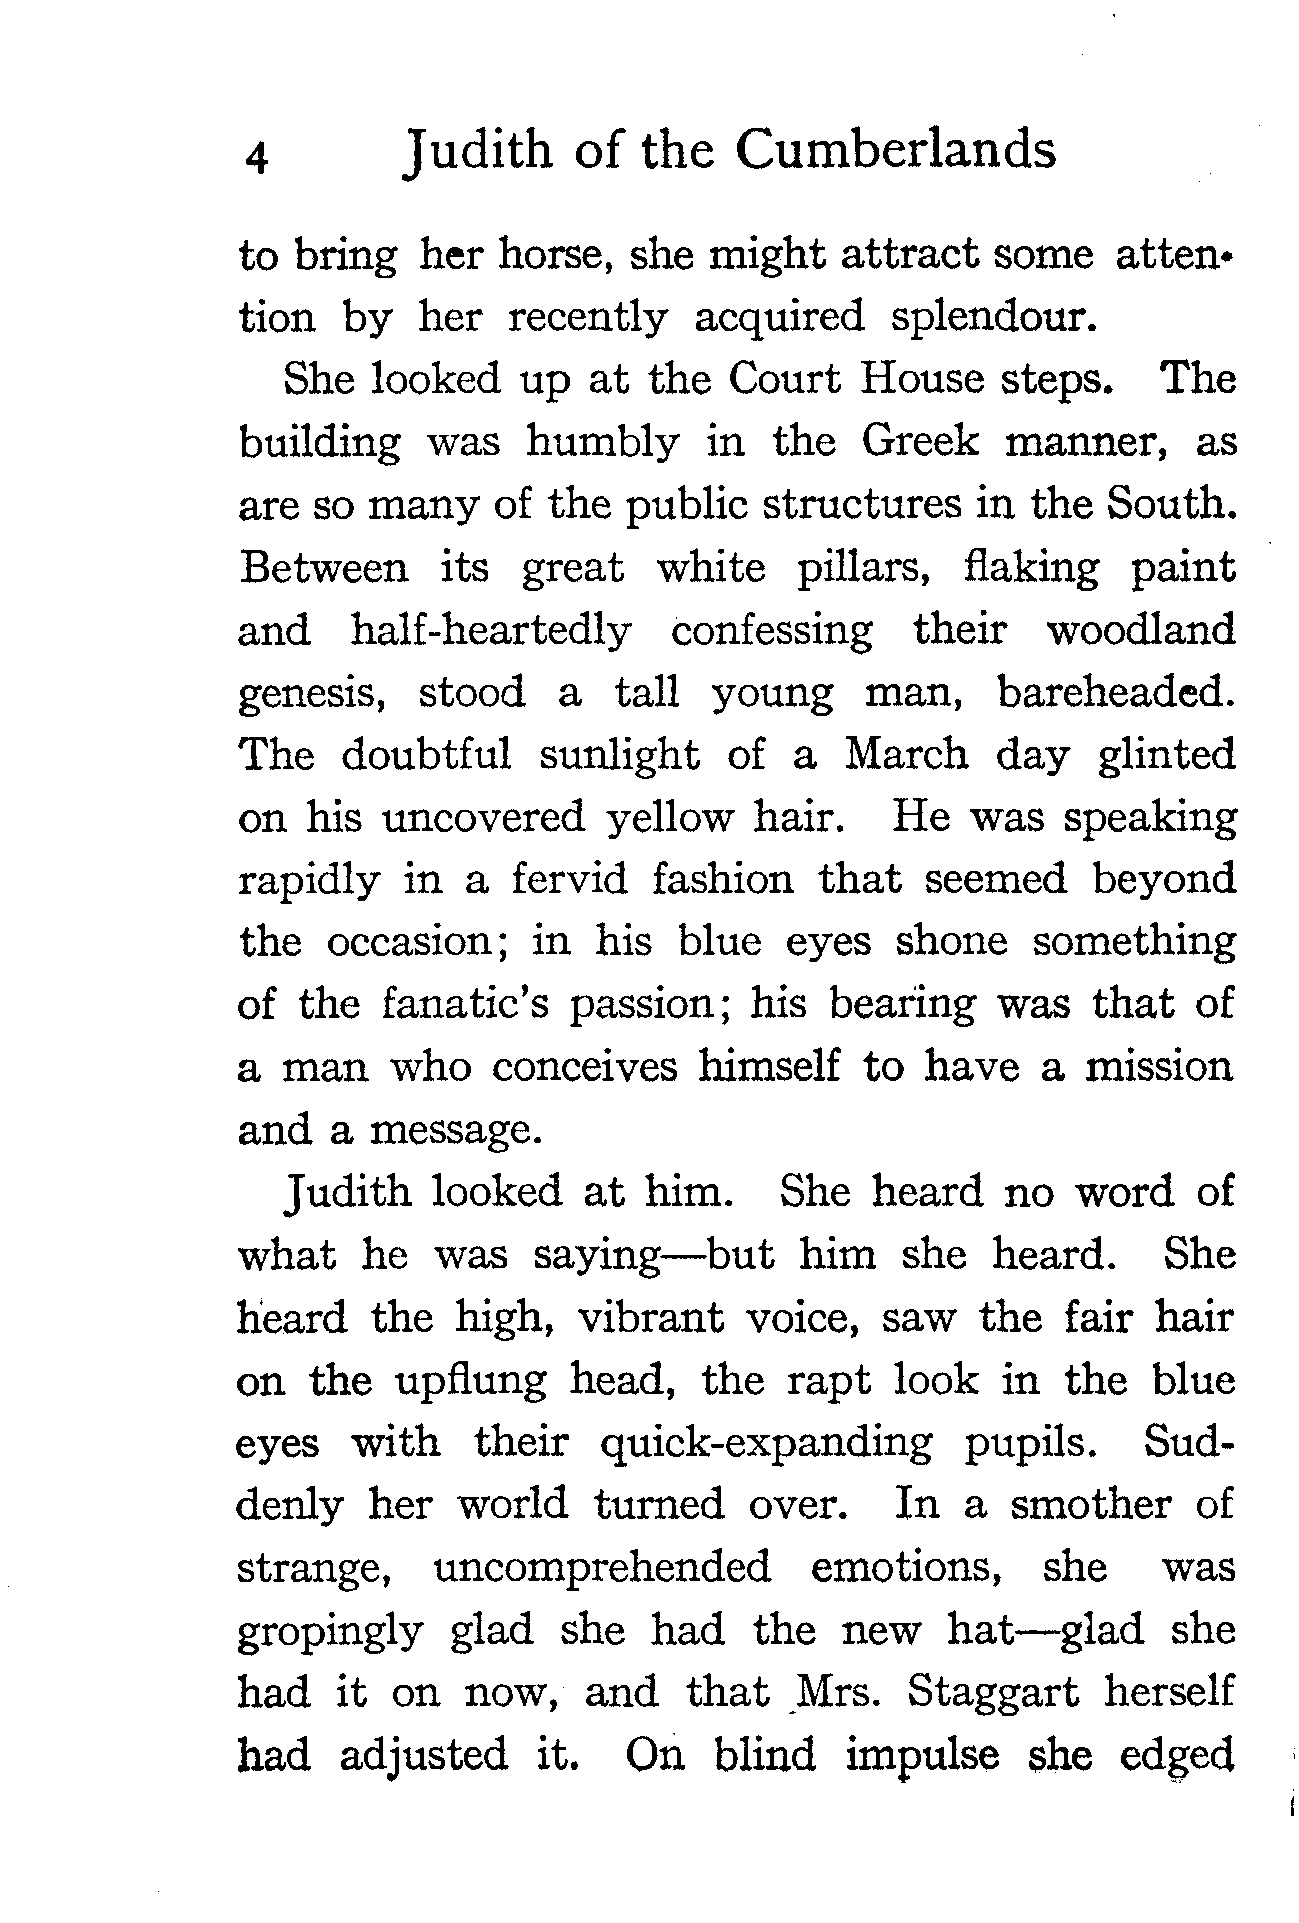 4 Judith of the Cumberlands
to bring her horse, she might attract some atten-
tion by her recently acquired splendour.
She looked up at the Court House steps. The
building was humbly in the Greek manner, as
are so many of the public structures in the South.
Between its great white pillars, flaking paint
and half-heartedly confessing their woodland
genesis, stood a tall young man, bareheaded.
The doubtful sunlight of a March day glinted
on his uncovered yellow hair. He was speaking
rapidly in a fervid fashion that seemed beyond
the occasion; in his blue eyes shone something
of the fanatic's passion; his bearing was that of
a man who conceives himself to have a mission
and a message.
Judith looked at him. She heard no word of
what he was saying—but him she heard. She
heard the high, vibrant voice, saw the fair hair
on the upflung head, the rapt look in the blue
eyes with their quick-expanding pupils. Sud-
denly her world turned over. In a smother of
strange, uncomprehended emotions, she was
gropingly glad she had the new hat—glad she
had it on now, and that Mrs. Staggart herself
had adjusted it. On blind impulse she edged